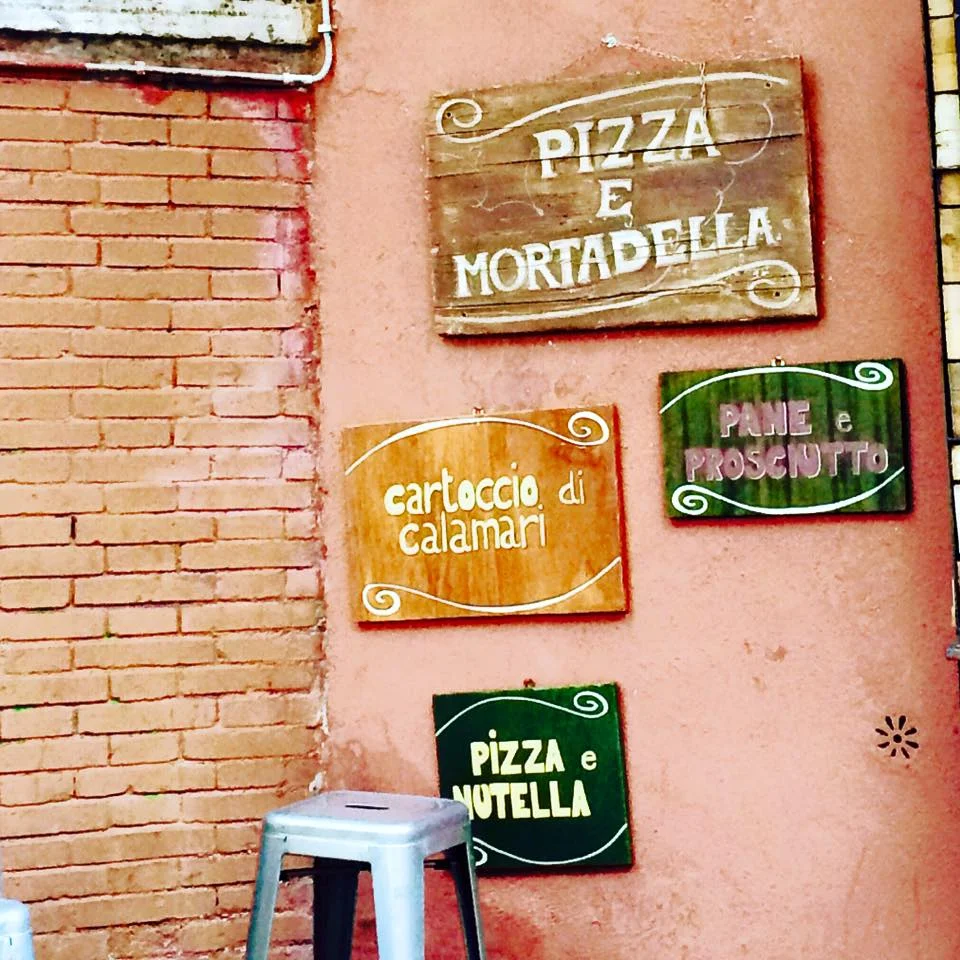 PIZZA
E
MORTADELLA
PANE e
PROSCIUTTO
cartoccio di
calamari
PiZZA e
NUTELLA